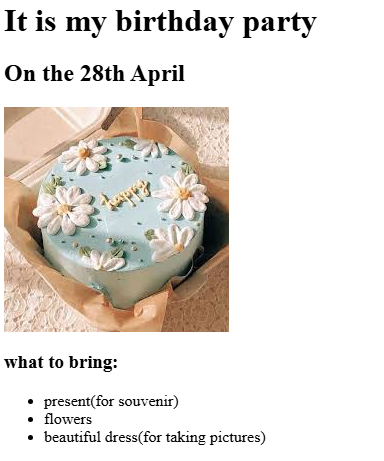 It is my birthday party
On the 28th April
happy
what to bring:
present(for souvenir)
flowers
beautiful dress(for taking pictures)